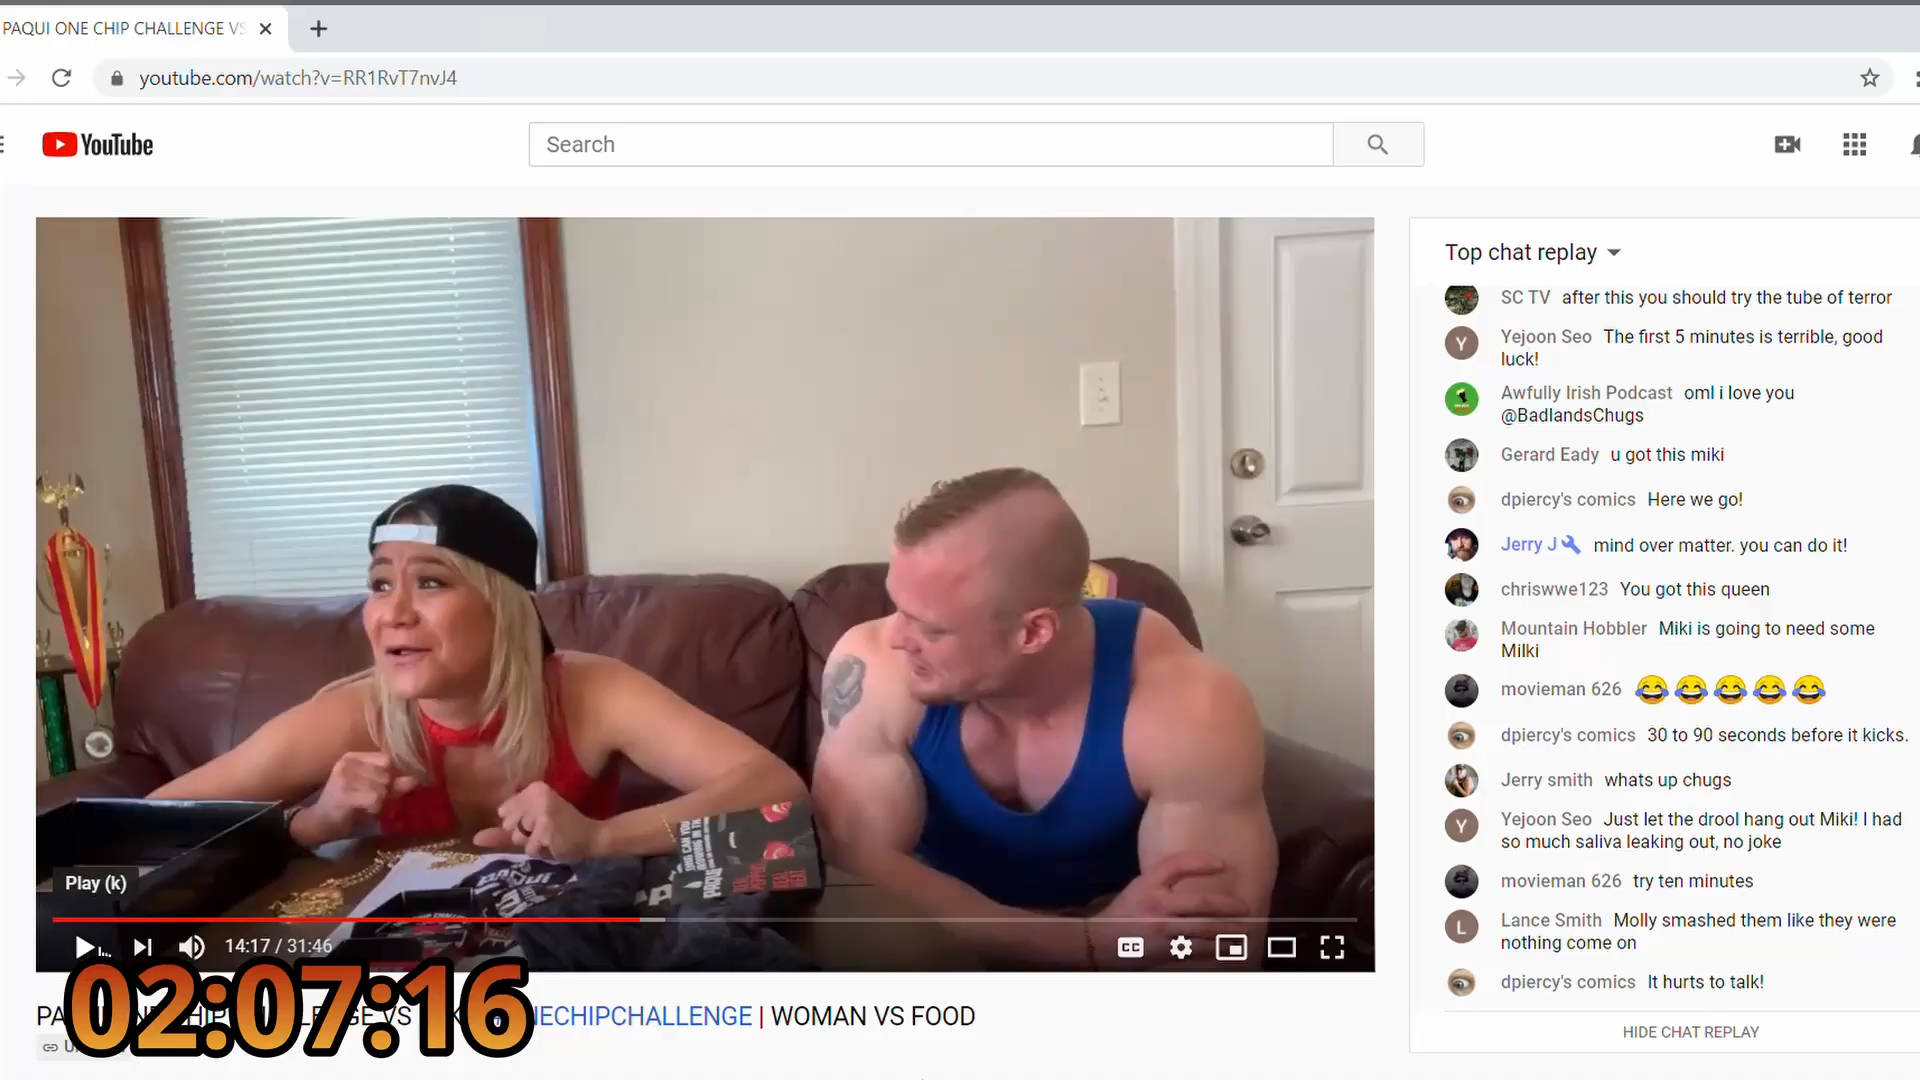 PAQUI ONE CHIP CHALLENGE VS
youtube.com/watch?v=RR1RvT7nvJ4
YouTube
Search
Top chat replay
SC TV after this you should try the tube of terror
Y
Yejoon Seo The first 5 minutes is terrible, good
luck!
Awfully Irish Podcast oml i love you
@BadlandsChugs
Gerard Eady u got this miki
dpiercy's comics Here we go!
Jerry J mind over matter. you can do it!
chriswwe123 You got this queen
Mountain Hobbler Miki is going to need some
Milki
movieman 626 😂😂😂😂😂
dpiercy's comics 30 to 90 seconds before it kicks.
Jerry smith whats up chugs
Y
Yejoon Seo Just let the drool hang out Miki! I had
so much saliva leaking out, no joke
movieman 626 try ten minutes
L
Lance Smith Molly smashed them like they were
nothing come on
dpiercy's comics It hurts to talk!
HIDE CHAT REPLAY
PAQUI
Play (k)
14:17 / 31:46
CC
02:07:16
NECHIPCHALLENGE | WOMAN VS FOOD